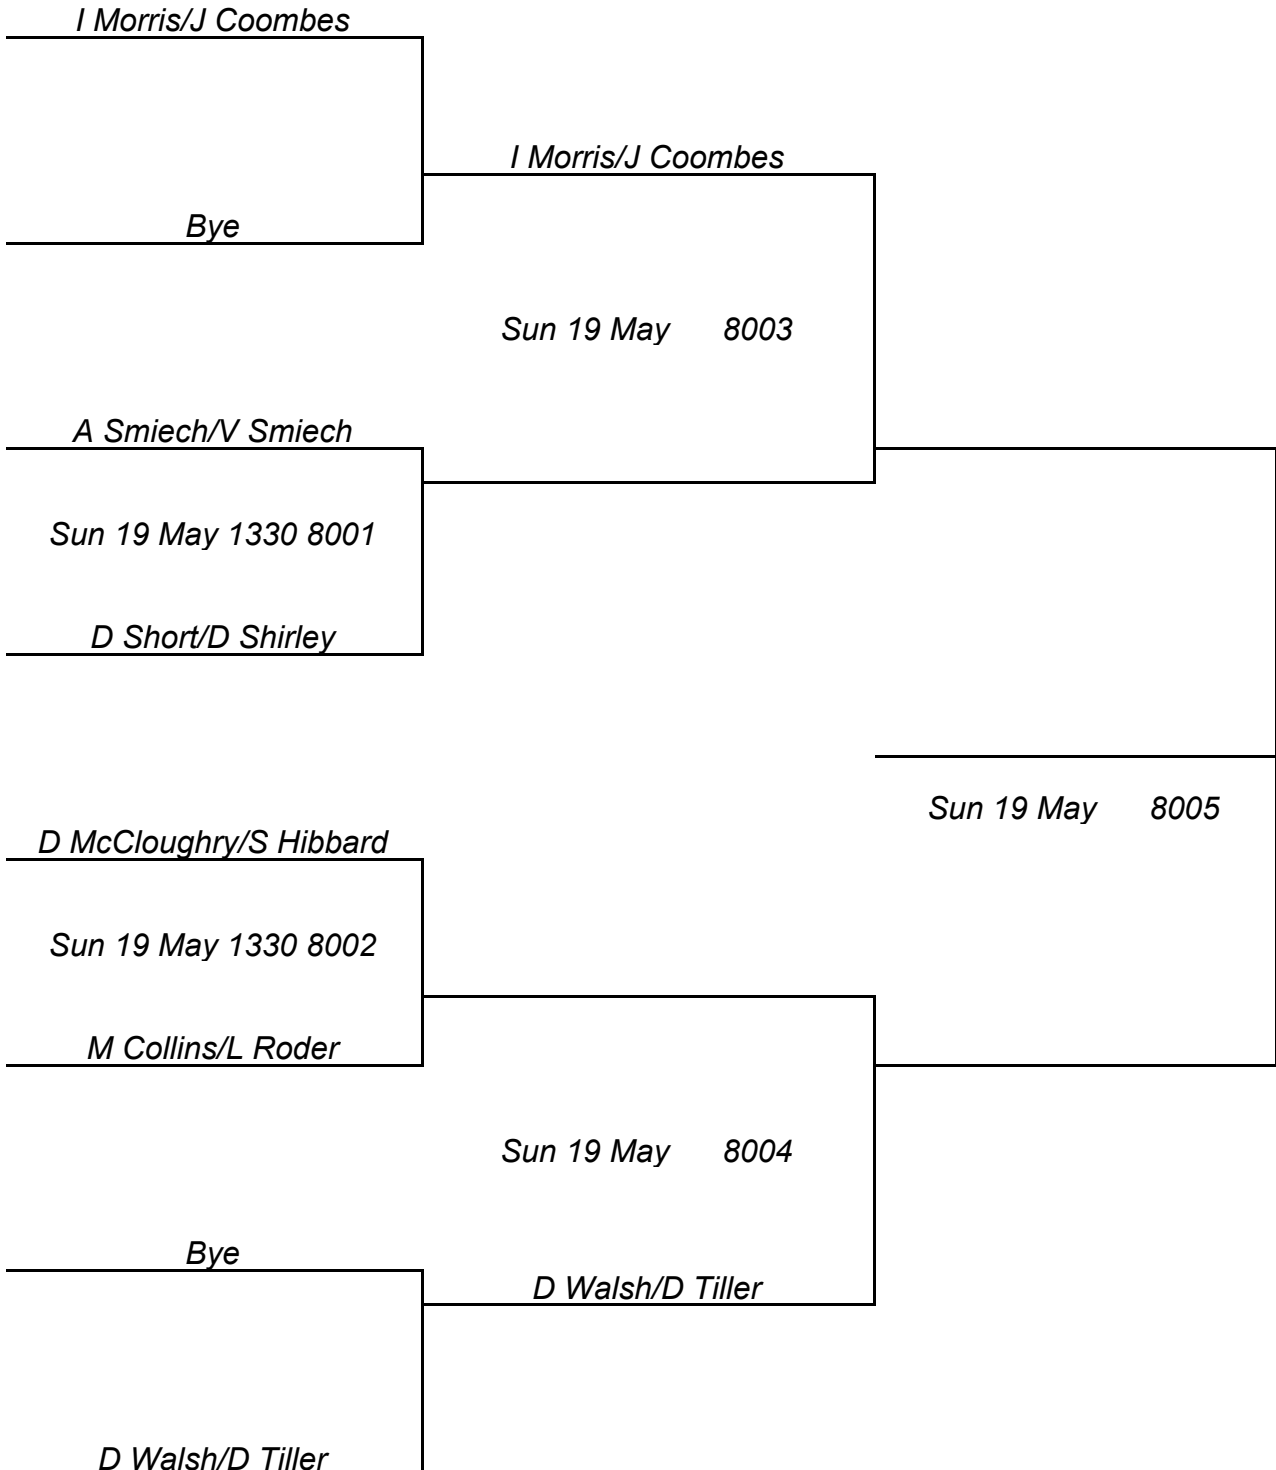 I Morris/J Coombes
I Morris/J Coombes
Bye
Sun 19 May 8003
A Smiech/V Smiech
Sun 19 May 1330 8001
D Short/D Shirley
Sun 19 May 8005
D McCloughry/S Hibbard
Sun 19 May 1330 8002
M Collins/L Roder
Sun 19 May 8004
Bye
D Walsh/D Tiller
D Walsh/D Tiller